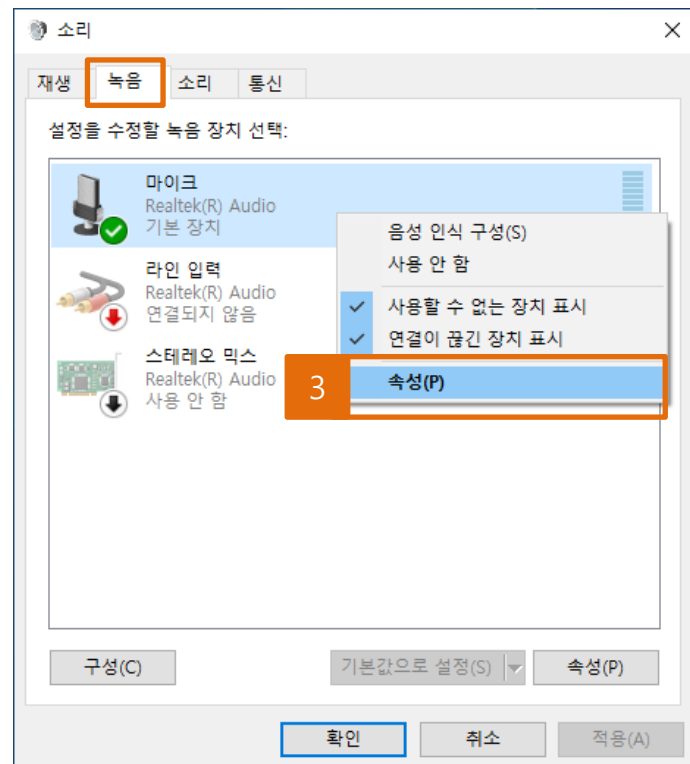 소리
재생 녹음 소리 통신
설정을 수정할 녹음 장치 선택:
마이크
Realtek(R) Audio
기본 장치
라인 입력
Realtek(R) Audio
연결되지 않음
스테레오 믹스
Realtek(R) Audio
사용 안 함
음성 인식 구성(S)
사용 안 함
사용할 수 없는 장치 표시
연결이 끊긴 장치 표시
3 속성(P)
구성(C) 기본값으로 설정(S) 속성(P)
확인 취소 적용(A)